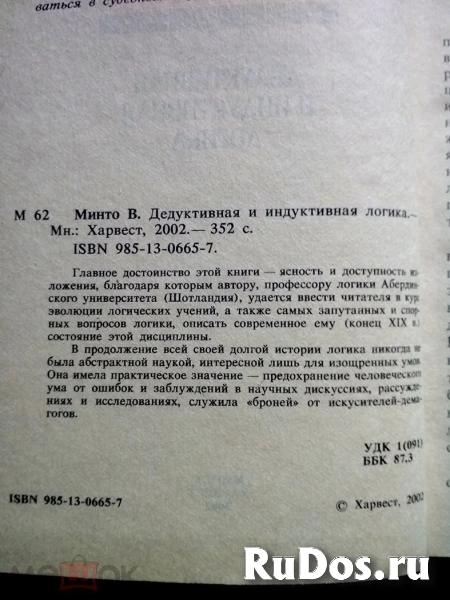 ваться в
М 62 Минто В. Дедуктивная и индуктивная логика.—
Мн.: Харвест, 2002.— 352 с.
ISBN 985-13-0665-7.
Главное достоинство этой книги — ясность и доступность из-
ложения, благодаря которым автору, профессору логики Абердин-
ского университета (Шотландия), удается ввести читателя в курс
эволюции логических учений, а также самых запутанных и спор-
ных вопросов логики, описать современное ему (конец XIX в.)
состояние этой дисциплины.
В продолжение всей своей долгой истории логика никогда не
была абстрактной наукой, интересной лишь для изощренных умов.
Она имела практическое значение — предохранение человеческого
ума от ошибок и заблуждений в научных дискуссиях, рассужде-
ниях и исследованиях, служила «броней» от искусителей-дема-
гогов.
УДК 1(091)
ББК 87.3
ISBN 985-13-0665-7
© Харвест, 2002
МЕШОК
RuDos.ru